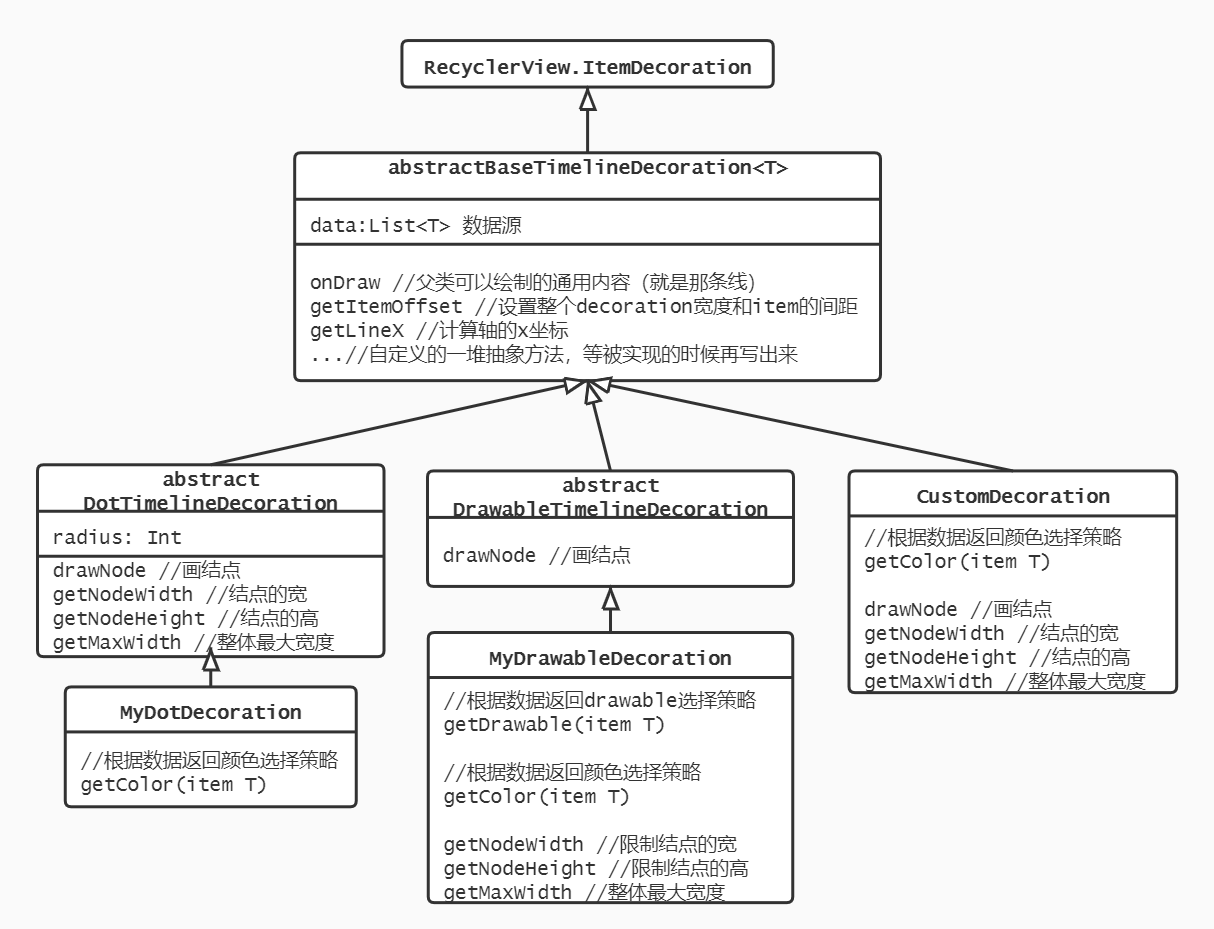 RecyclerView.ItemDecoration
abstractBaseTimelineDecoration<T>
data:List<T> 数据源
onDraw //父类可以绘制的通用内容（就是那条线）
getItemOffset //设置整个decoration宽度和item的间距
getLineX //计算轴的x坐标
...//自定义的一堆抽象方法，等被实现的时候再写出来
abstract
DotTimelineDecoration
radius: Int
drawNode //画结点
getNodeWidth //结点的宽
getNodeHeight //结点的高
getMaxWidth //整体最大宽度
MyDotDecoration
//根据数据返回颜色选择策略
getColor(item T)
abstract
DrawableTimelineDecoration
drawNode //画结点
MyDrawableDecoration
//根据数据返回drawable选择策略
getDrawable(item T)
//根据数据返回颜色选择策略
getColor(item T)
getNodeWidth //限制结点的宽
getNodeHeight //限制结点的高
getMaxWidth //整体最大宽度
CustomDecoration
//根据数据返回颜色选择策略
getColor(item T)
drawNode //画结点
getNodeWidth //结点的宽
getNodeHeight //结点的高
getMaxWidth //整体最大宽度